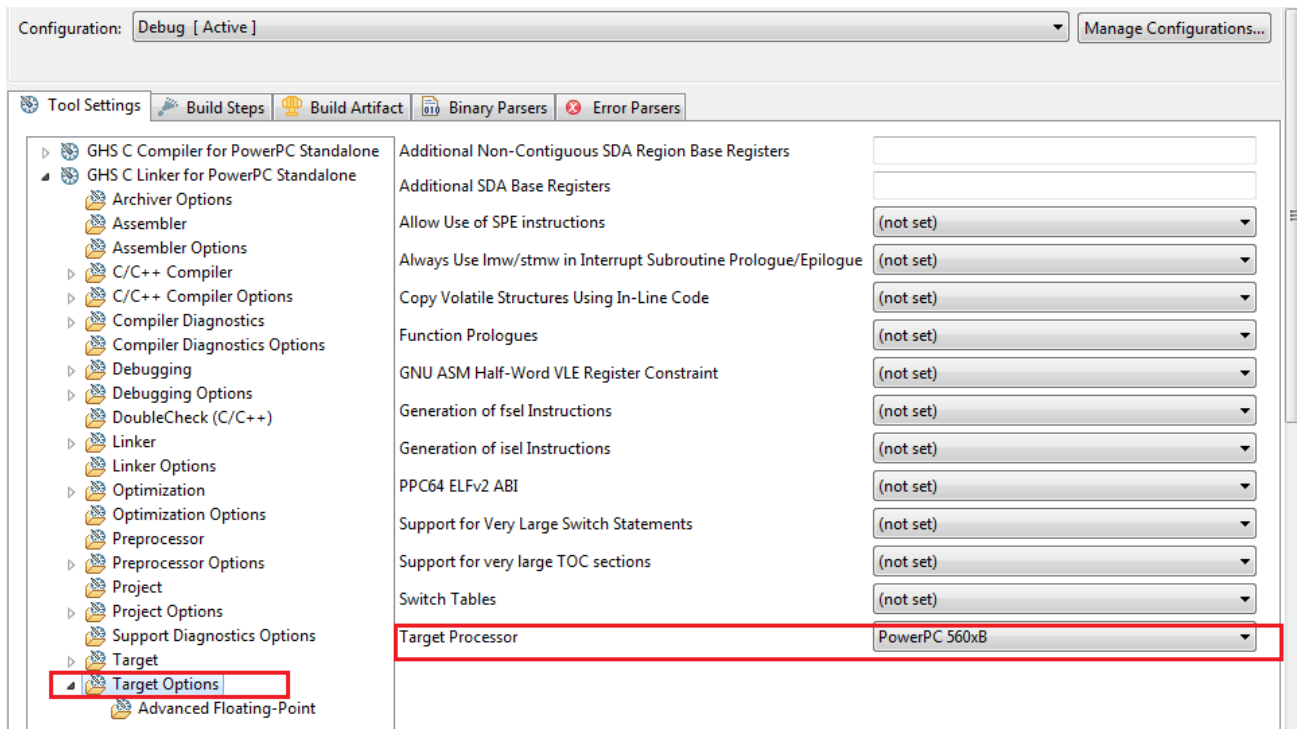 Configuration: Debug [ Active ] Manage Configurations...
Tool Settings Build Steps Build Artifact Binary Parsers Error Parsers
GHS C Compiler for PowerPC Standalone
GHS C Linker for PowerPC Standalone
Archiver Options
Assembler
Assembler Options
C/C++ Compiler
C/C++ Compiler Options
Compiler Diagnostics
Compiler Diagnostics Options
Debugging
Debugging Options
DoubleCheck (C/C++)
Linker
Linker Options
Optimization
Optimization Options
Preprocessor
Preprocessor Options
Project
Project Options
Support Diagnostics Options
Target
Target Options
Advanced Floating-Point
Additional Non-Contiguous SDA Region Base Registers
Additional SDA Base Registers
Allow Use of SPE instructions (not set)
Always Use lmw/stmw in Interrupt Subroutine Prologue/Epilogue (not set)
Copy Volatile Structures Using In-Line Code (not set)
Function Prologues (not set)
GNU ASM Half-Word VLE Register Constraint (not set)
Generation of fsel Instructions (not set)
Generation of isel Instructions (not set)
PPC64 ELFv2 ABI (not set)
Support for Very Large Switch Statements (not set)
Support for very large TOC sections (not set)
Switch Tables (not set)
Target Processor PowerPC 560xB